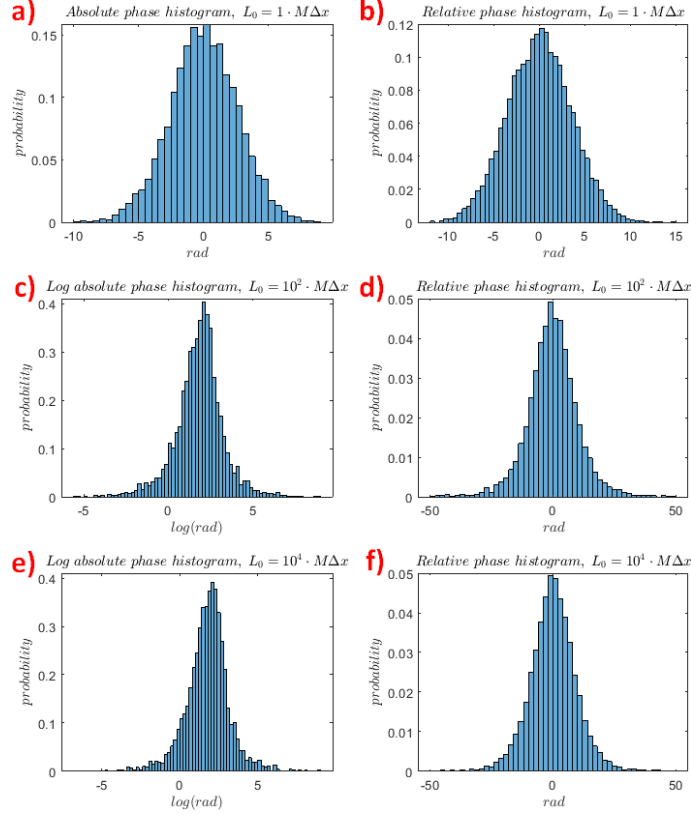 a)
Absolute phase histogram, L₀ = 1 · MΔx
0.15
0.1
0.05
0
probability
-10 -5 0 5
rad
b)
Relative phase histogram, L₀ = 1 · MΔx
0.12
0.1
0.08
0.06
0.04
0.02
0
probability
-10 -5 0 5 10 15
rad
c)
Log absolute phase histogram, L₀ = 10² · MΔx
0.4
0.3
0.2
0.1
0
probability
-5 0 5
log(rad)
d)
Relative phase histogram, L₀ = 10² · MΔx
0.05
0.04
0.03
0.02
0.01
0
probability
-50 0 50
rad
e)
Log absolute phase histogram, L₀ = 10⁴ · MΔx
0.4
0.3
0.2
0.1
0
probability
-5 0 5
log(rad)
f)
Relative phase histogram, L₀ = 10⁴ · MΔx
0.05
0.04
0.03
0.02
0.01
0
probability
-50 0 50
rad